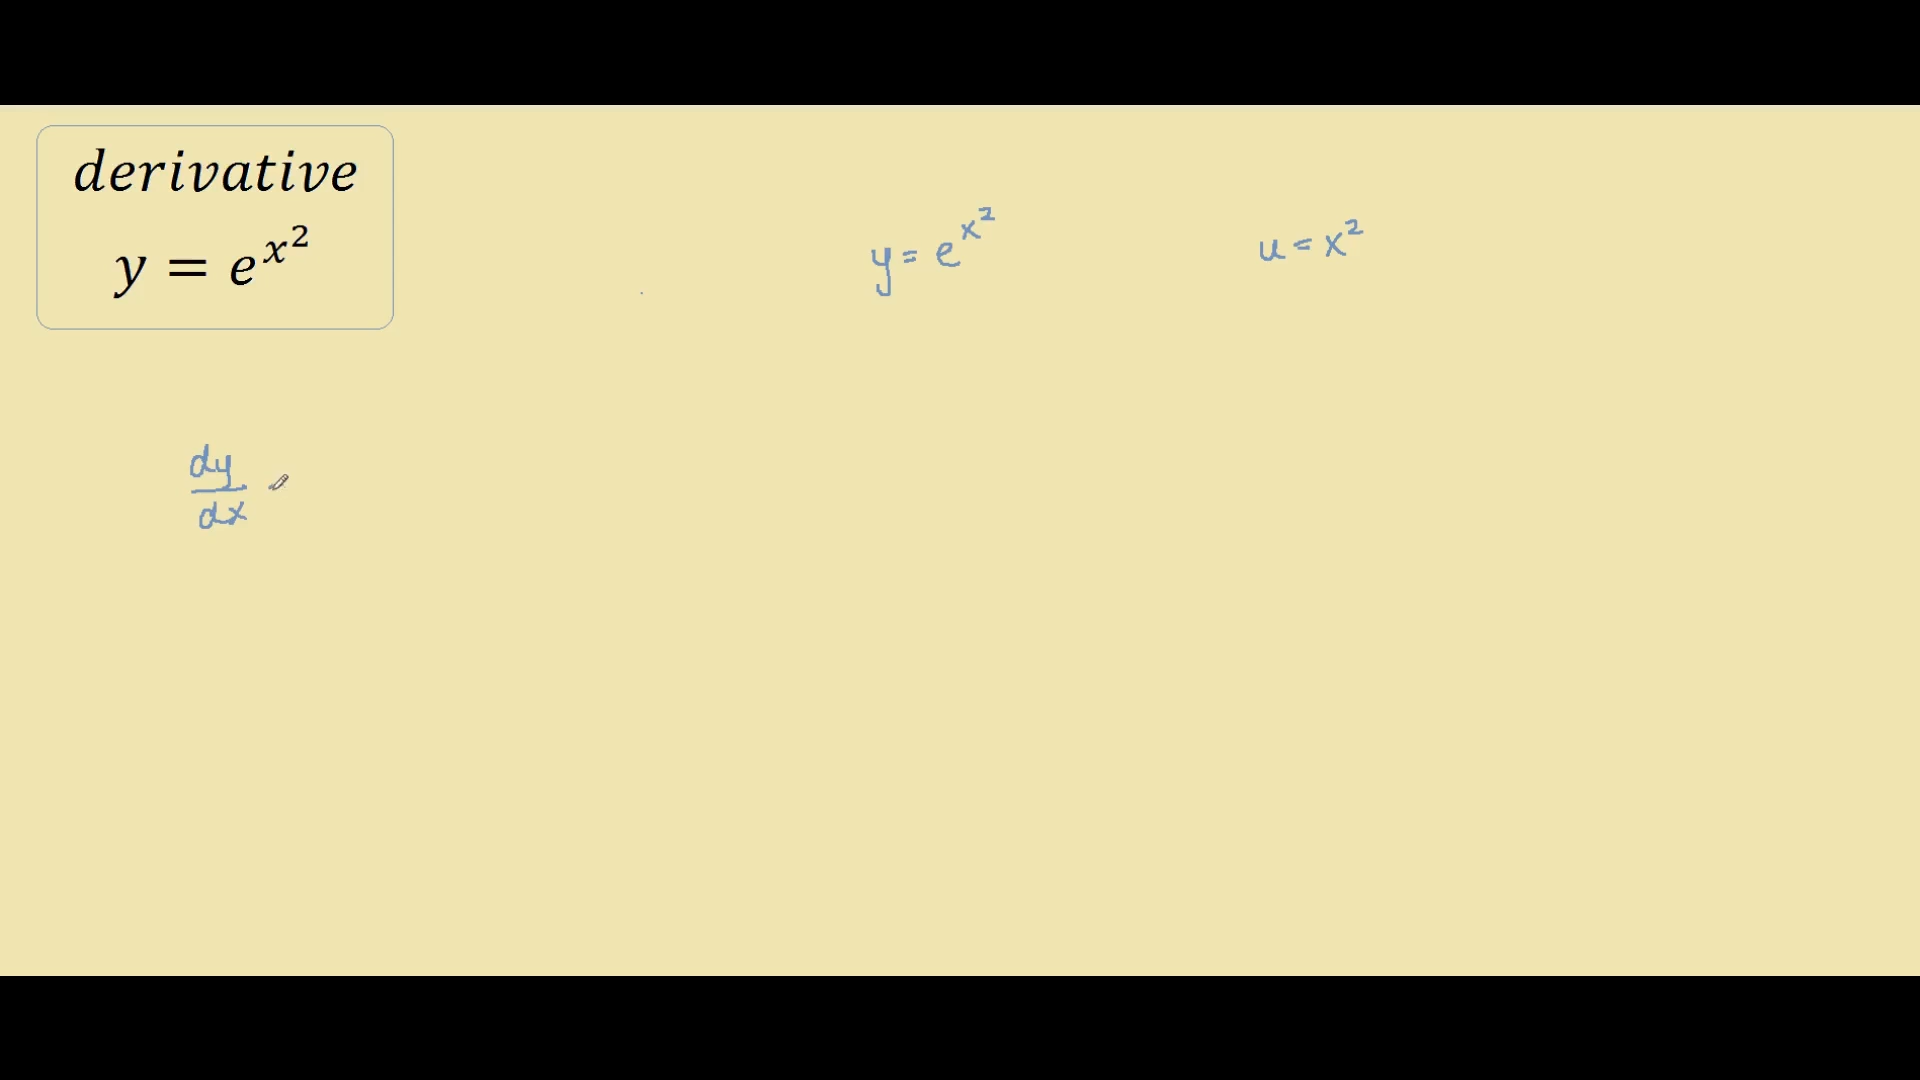 derivative
y = e^{x^2}
y = e^{x^2}
u = x^2
dy/dx